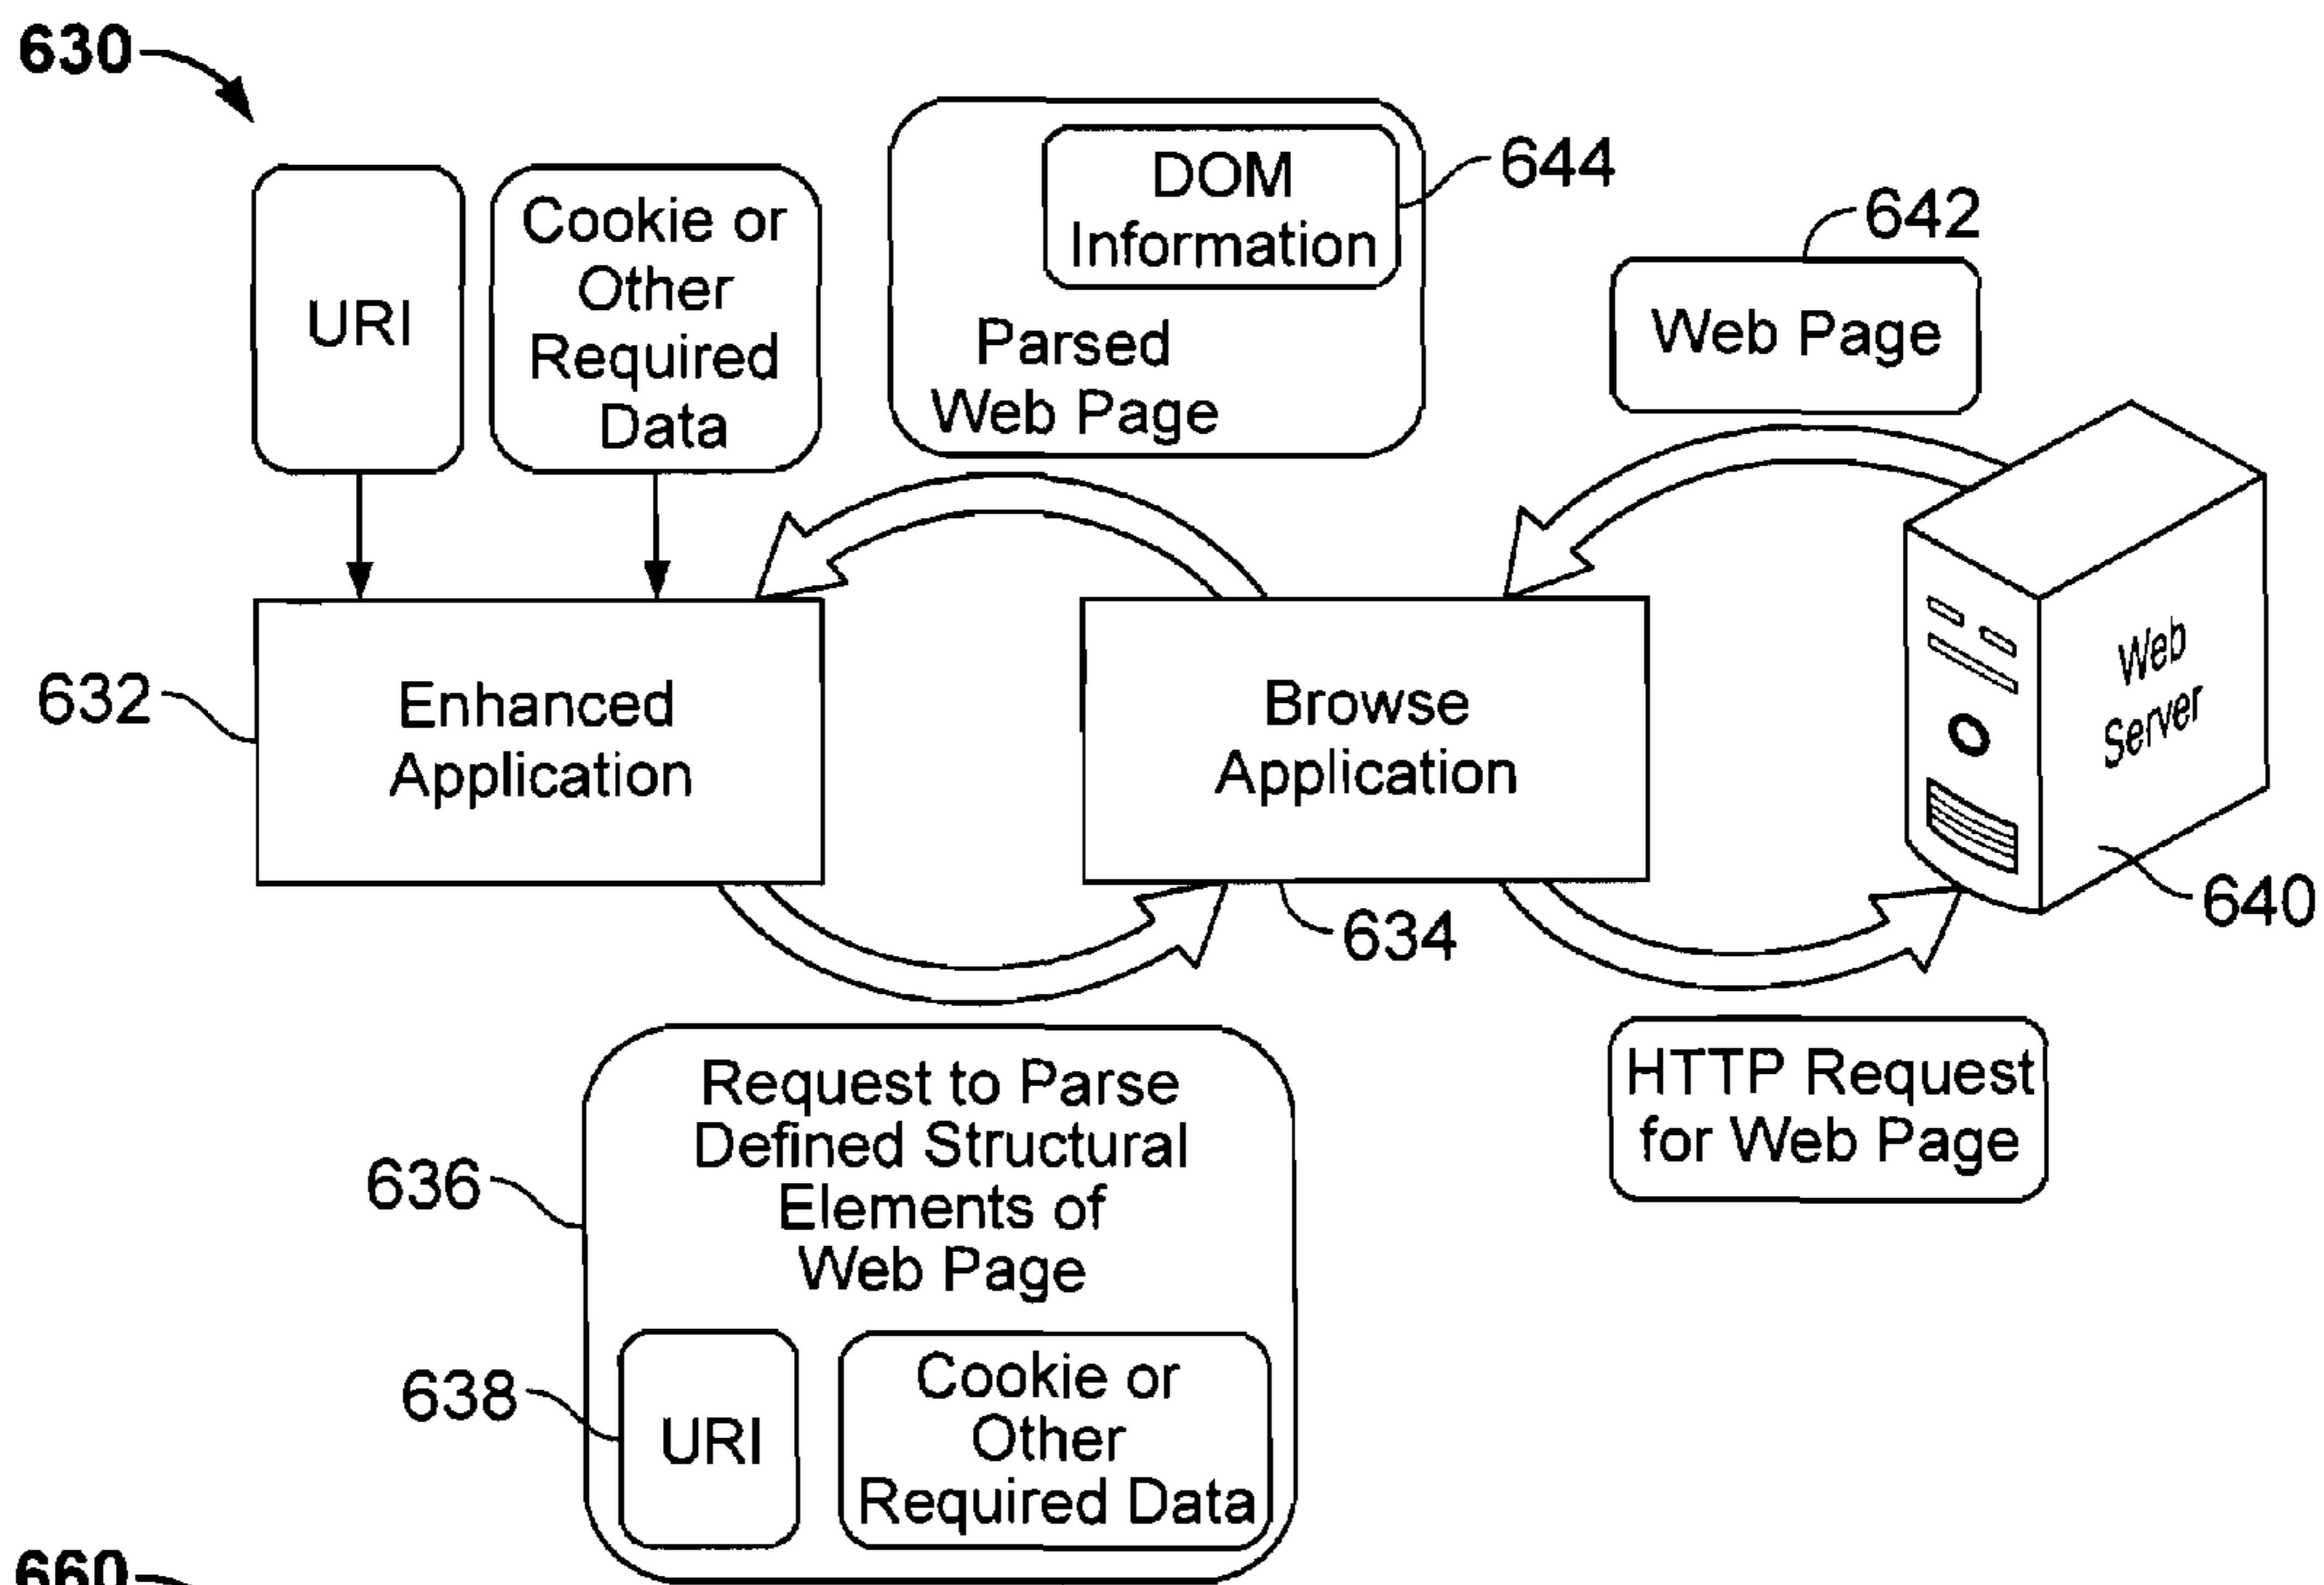 630
URI
Cookie or
Other
Required
Data
DOM
Information
644
Parsed
Web Page
642
Web Page
632
Enhanced
Application
Browse
Application
634
Web
Server
640
636
Request to Parse
Defined Structural
Elements of
Web Page
638
URI
Cookie or
Other
Required Data
HTTP Request
for Web Page
660